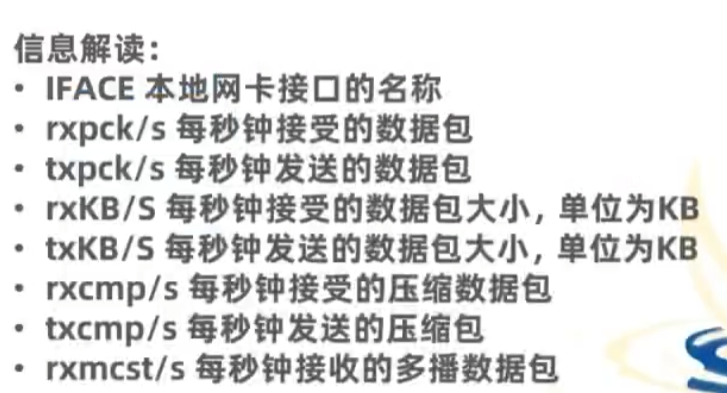 信息解读：
• IFACE 本地网卡接口的名称
• rxpck/s 每秒钟接受的数据包
• txpck/s 每秒钟发送的数据包
• rxKB/S 每秒钟接受的数据包大小，单位为KB
• txKB/S 每秒钟发送的数据包大小，单位为KB
• rxcmp/s 每秒钟接受的压缩数据包
• txcmp/s 每秒钟发送的压缩包
• rxmcst/s 每秒钟接收的多播数据包